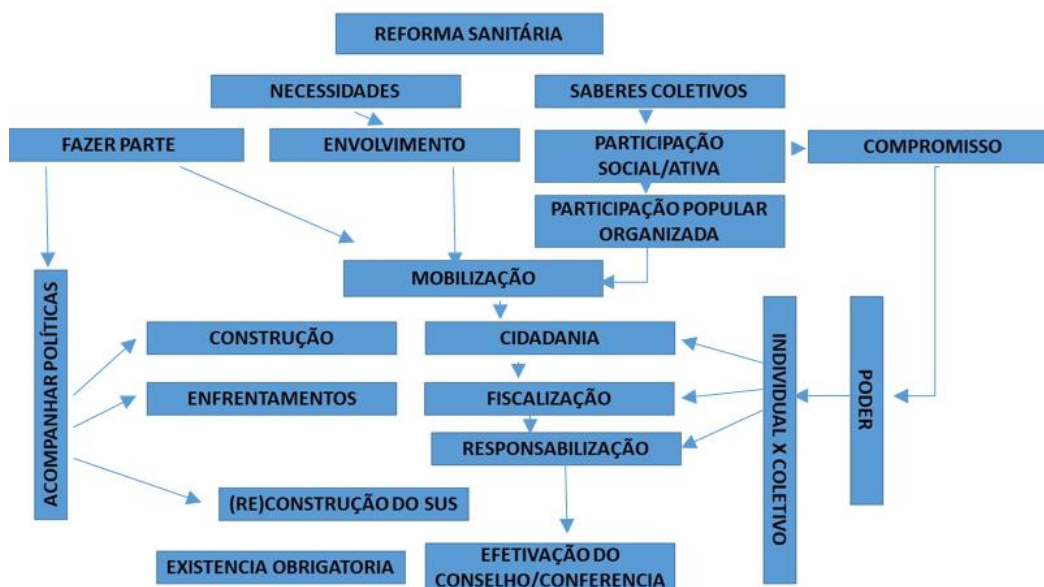 REFORMA SANITÁRIA
NECESSIDADES
SABERES COLETIVOS
FAZER PARTE
ENVOLVIMENTO
PARTICIPAÇÃO
SOCIAL/ATIVA
COMPROMISSO
PARTICIPAÇÃO POPULAR
ORGANIZADA
MOBILIZAÇÃO
ACOMPANHAR POLÍTICAS
CONSTRUÇÃO
CIDADANIA
INDIVIDUAL X COLETIVO
PODER
ENFRENTAMENTOS
FISCALIZAÇÃO
RESPONSABILIZAÇÃO
(RE)CONSTRUÇÃO DO SUS
EXISTENCIA OBRIGATORIA
EFETIVAÇÃO DO
CONSELHO/CONFERENCIA